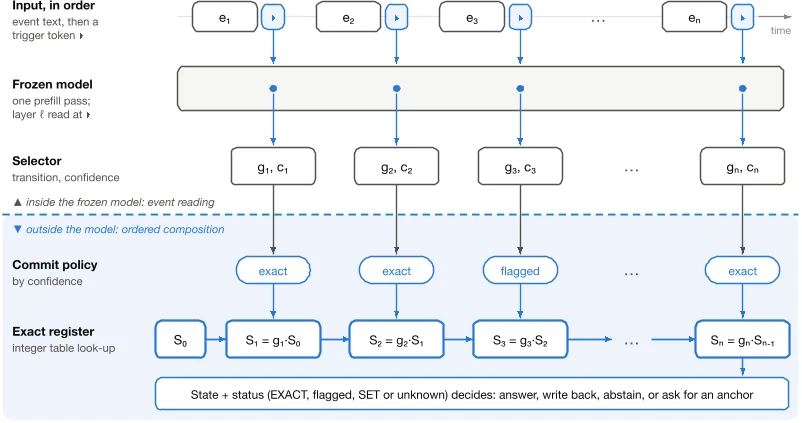 Input, in order
event text, then a
trigger token ▸
e1 ▸ e2 ▸ e3 ▸ … en ▸
time
Frozen model
one prefill pass;
layer ℓ read at ▸
Selector
transition, confidence
g1, c1 g2, c2 g3, c3 … gn, cn
▲ inside the frozen model: event reading
▼ outside the model: ordered composition
Commit policy
by confidence
exact exact flagged … exact
Exact register
integer table look-up
S0 S1 = g1·S0 S2 = g2·S1 S3 = g3·S2 … Sn = gn·Sn-1
State + status (EXACT, flagged, SET or unknown) decides: answer, write back, abstain, or ask for an anchor